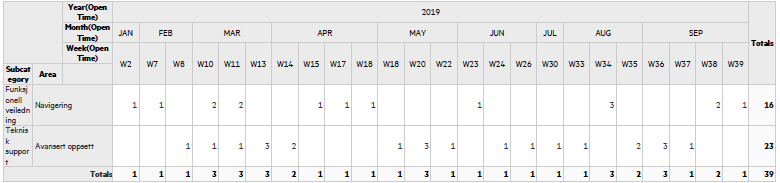 Year(Open Time) 2019 Totals
Month(Open Time) JAN FEB MAR APR MAY JUN JUL AUG SEP
Week(Open Time) W2 W7 W8 W10 W11 W13 W14 W15 W17 W18 W18 W20 W22 W23 W24 W26 W30 W33 W34 W35 W36 W37 W38 W39
Subcategory Area
Funksjonell veiledning Navigering 1 1 2 2 1 1 1 1 3 2 1 16
Teknisk support Avansert oppsett 1 1 1 3 2 1 3 1 1 1 1 1 2 3 1 23
Totals 1 1 1 3 3 3 2 1 1 1 1 3 1 1 1 1 1 1 3 2 3 1 2 1 39